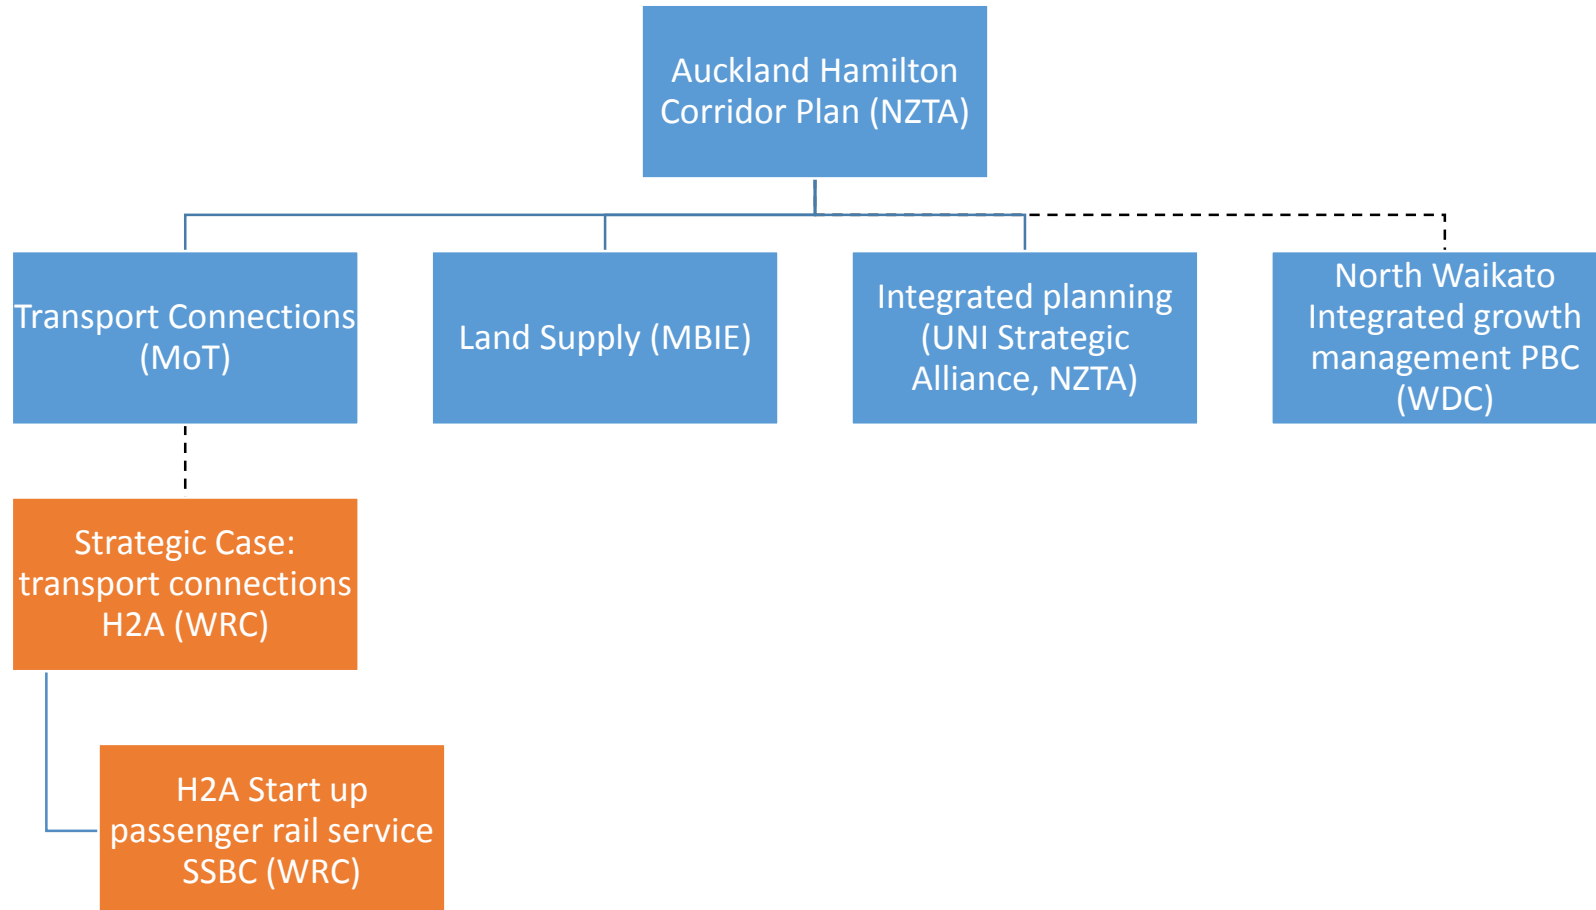 Auckland Hamilton
Corridor Plan (NZTA)
Transport Connections
(MoT)
Land Supply (MBIE)
Integrated planning
(UNI Strategic
Alliance, NZTA)
North Waikato
Integrated growth
management PBC
(WDC)
Strategic Case:
transport connections
H2A (WRC)
H2A Start up
passenger rail service
SSBC (WRC)